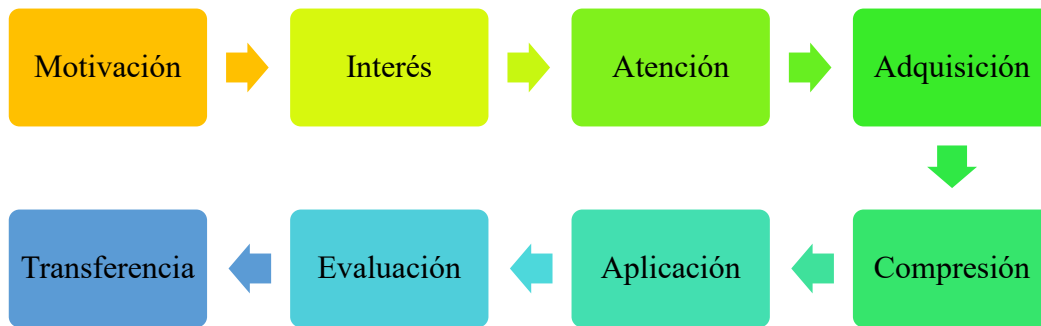 Motivación
Interés
Atención
Adquisición
Compresión
Aplicación
Evaluación
Transferencia